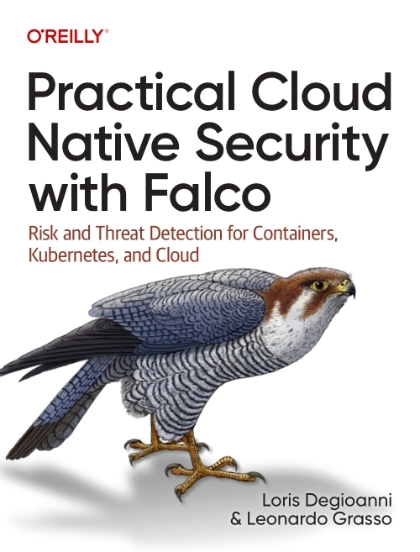 O'REILLY®
Practical Cloud
Native Security
with Falco
Risk and Threat Detection for Containers,
Kubernetes, and Cloud
Loris Degioanni
& Leonardo Grasso